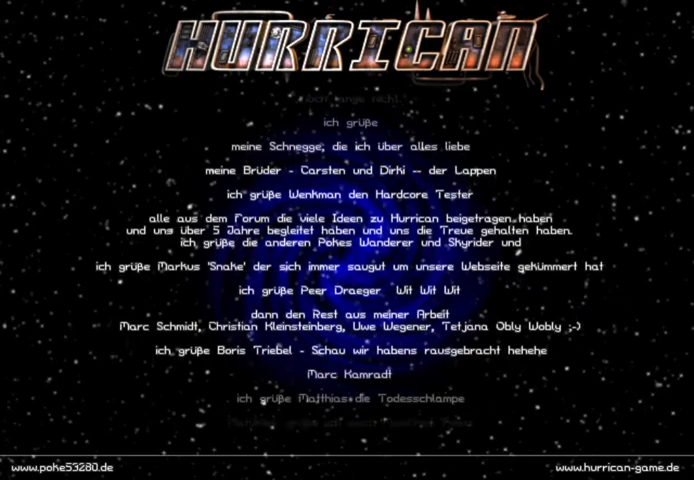 HURRICAN
ich grüße
meine Schnegge, die ich über alles liebe
meine Brüder - Carsten und Dirki -- der Lappen
ich grüße Wenkman den Hardcore Tester
alle aus dem Forum die viele Ideen zu Hurrican beigetragen haben
und uns über 5 Jahre begleitet haben und uns die Treue gehalten haben.
ich grüße die anderen Pokes Wanderer und Skyrider und
ich grüße Markus 'Snake' der sich immer saugut um unsere Webseite gekümmert hat
ich grüße Peer Draeger Wit Wit Wit
dann den Rest aus meiner Arbeit
Marc Schmidt, Christian Kleinsteinberg, Uwe Wegener, Tetjana Obly Wobly ;-)
ich grüße Boris Triebel - Schau wir habens rausgebracht hehehe
Marc Kamradt
ich grüße Matthias die Todesschlampe
www.poke53280.de
www.hurrican-game.de